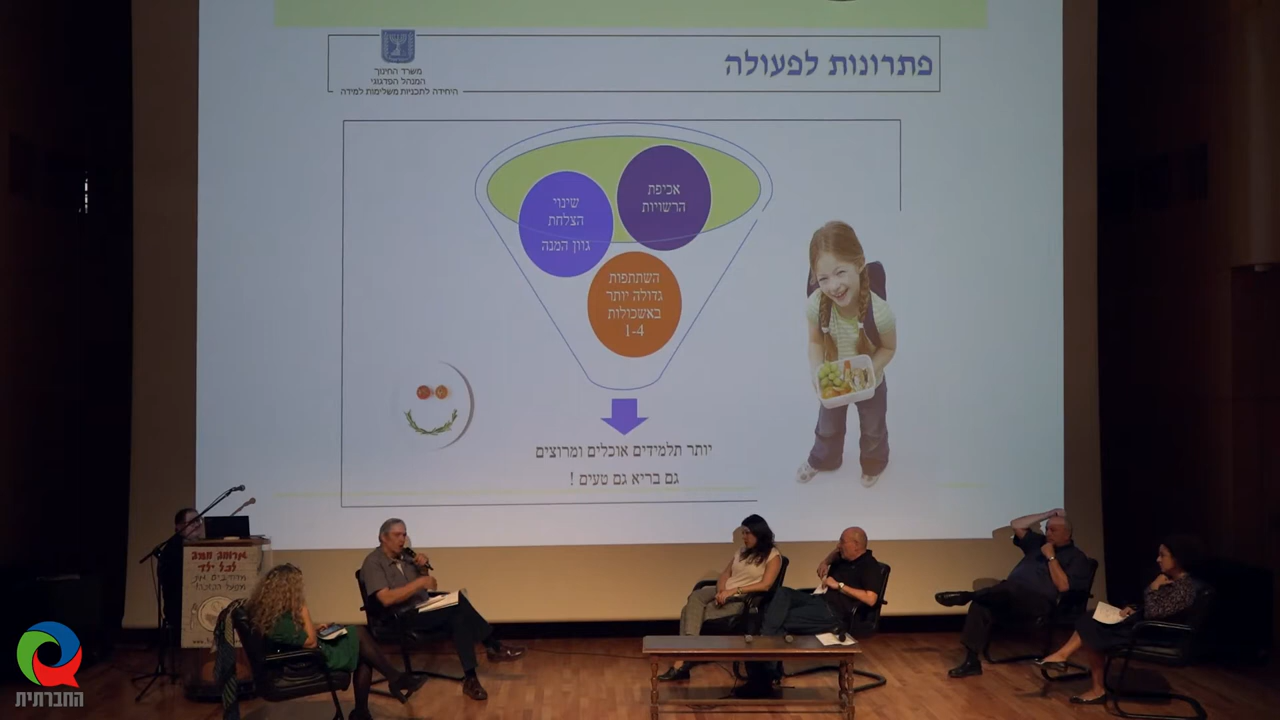 פתרונות לפעולה
משרד החינוך
המנהל הפדגוגי
היחידה לתכניות משלימות למידה
אכיפת
הרשויות
שינוי
הצלחת
גוון המנה
השתתפות
גדולה יותר
באשכולות
1-4
יותר תלמידים אוכלים ומרוצים
גם בריא גם טעים !
ארוחה חמה
לכל ילד
החברתית